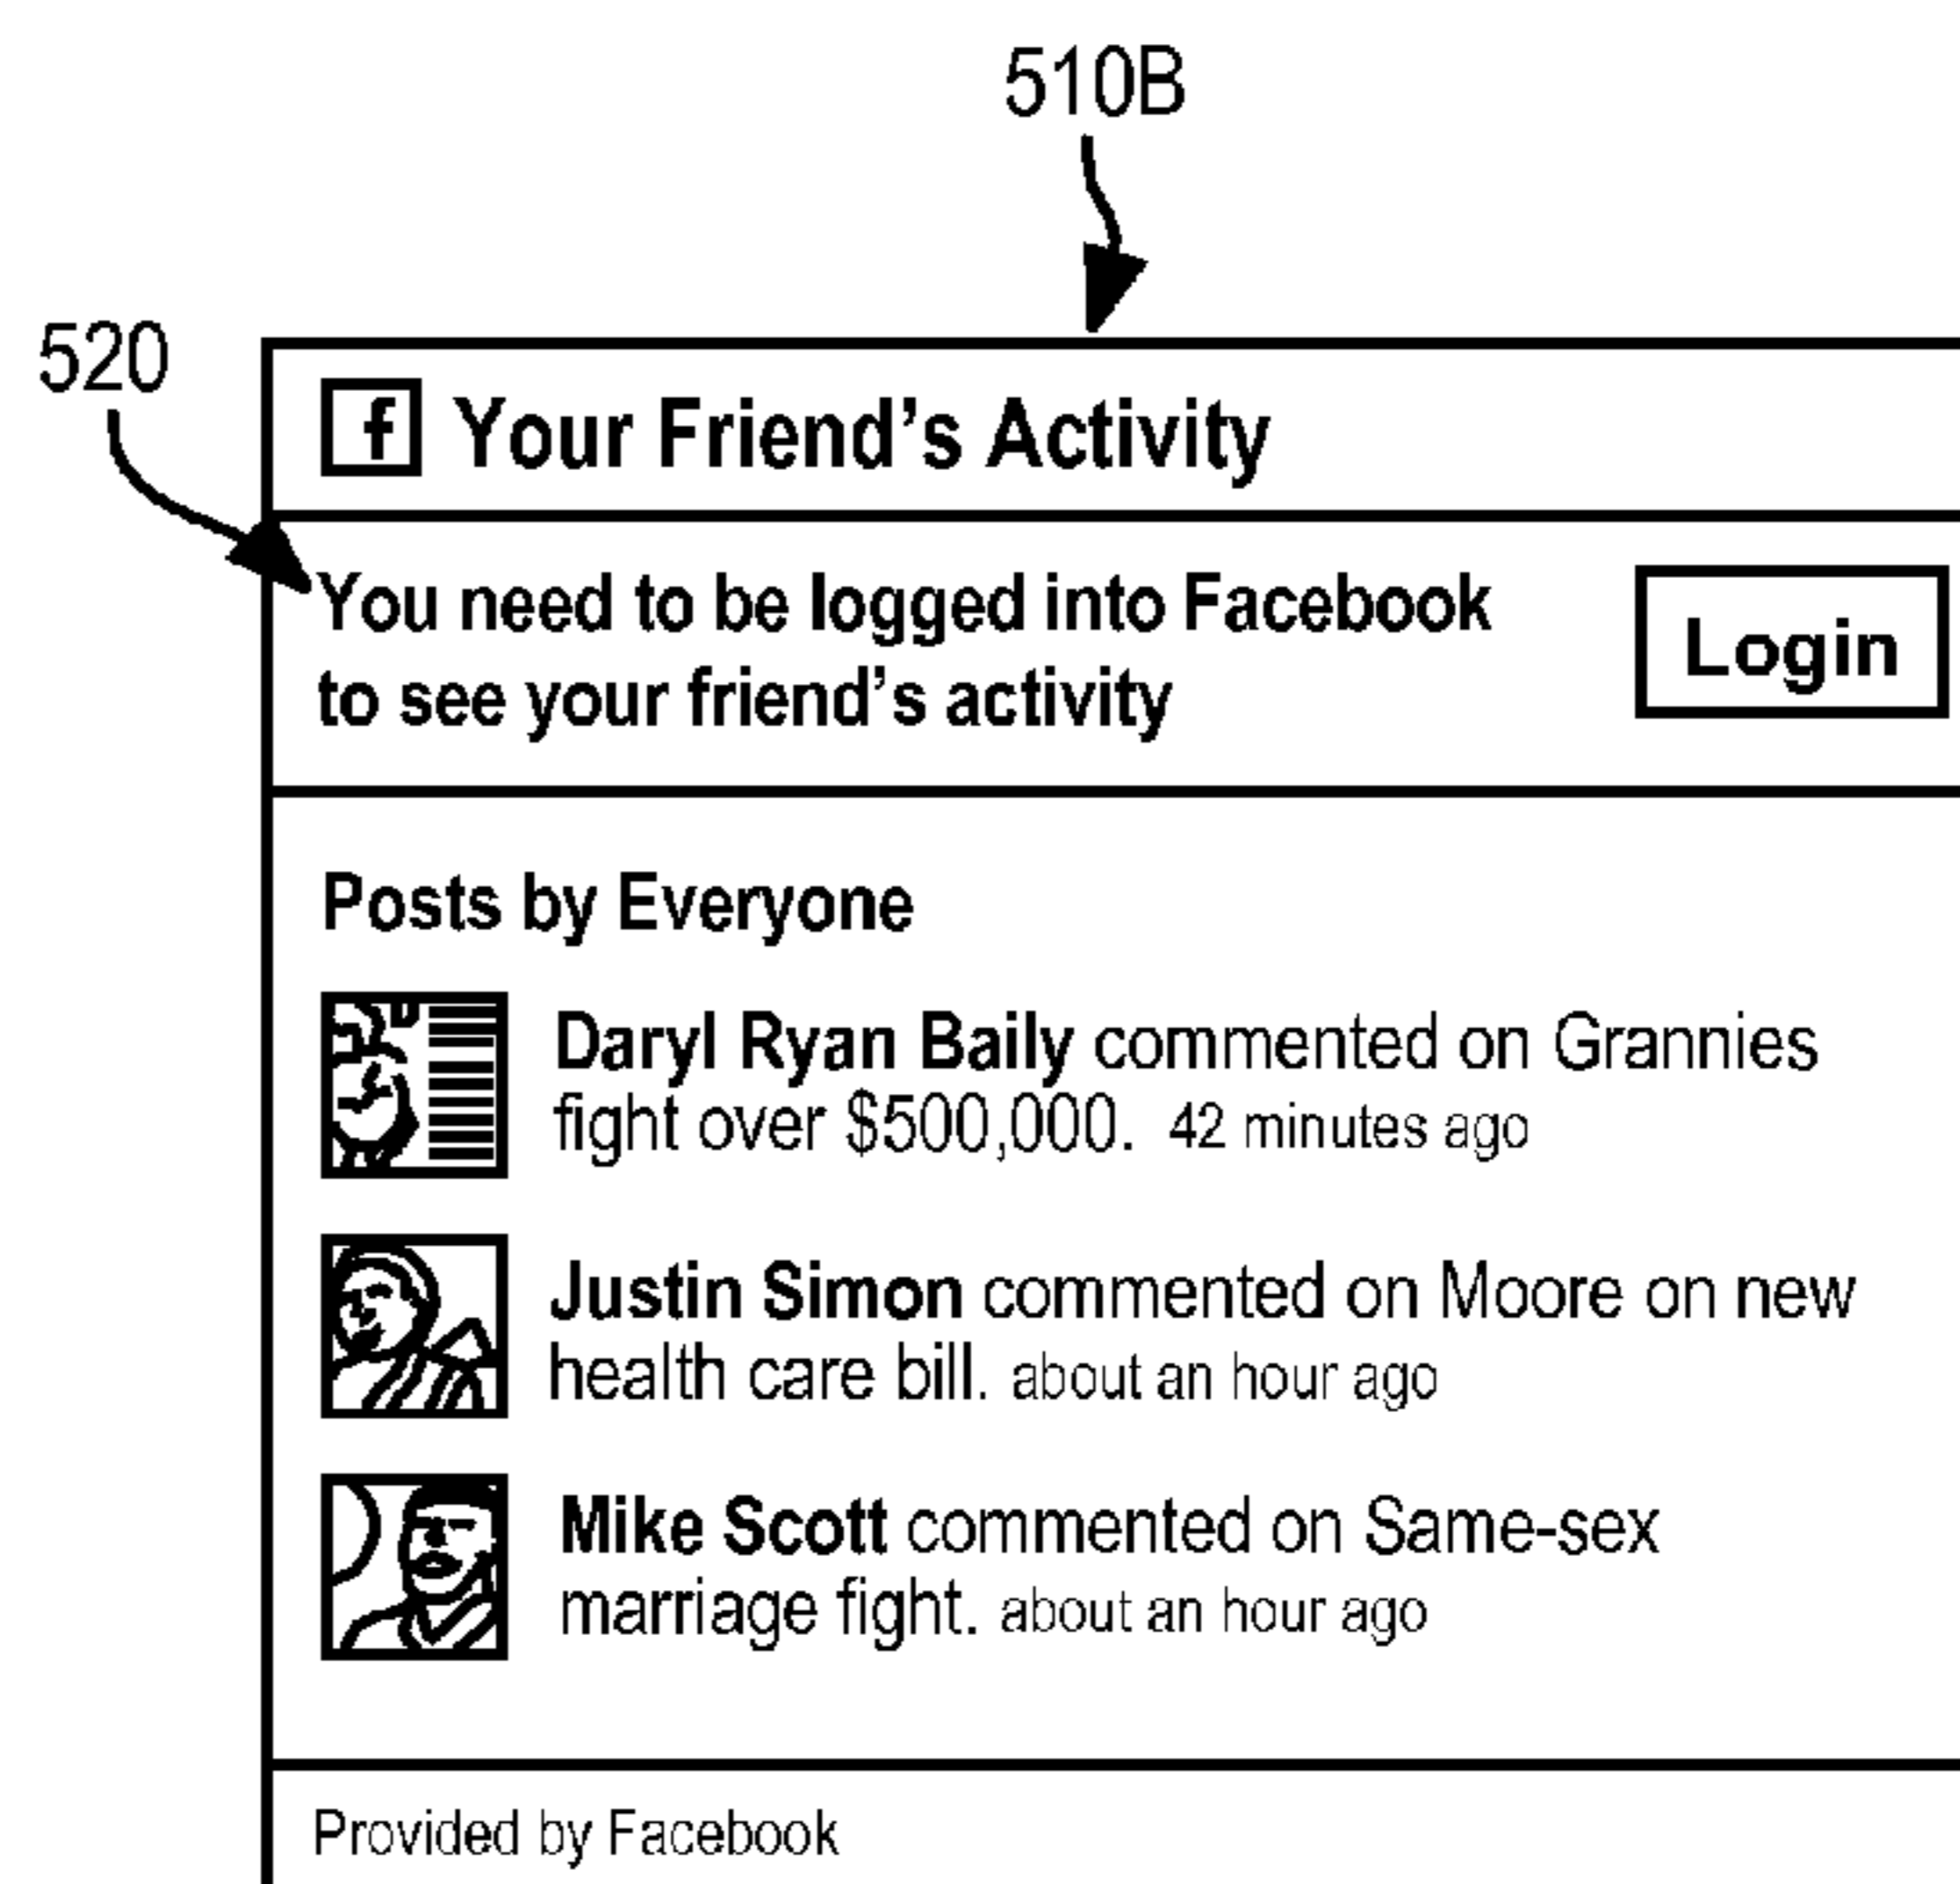 510B
520
f Your Friend’s Activity
You need to be logged into Facebook
to see your friend’s activity
Login
Posts by Everyone
Daryl Ryan Baily commented on Grannies
fight over $500,000. 42 minutes ago
Justin Simon commented on Moore on new
health care bill. about an hour ago
Mike Scott commented on Same-sex
marriage fight. about an hour ago
Provided by Facebook